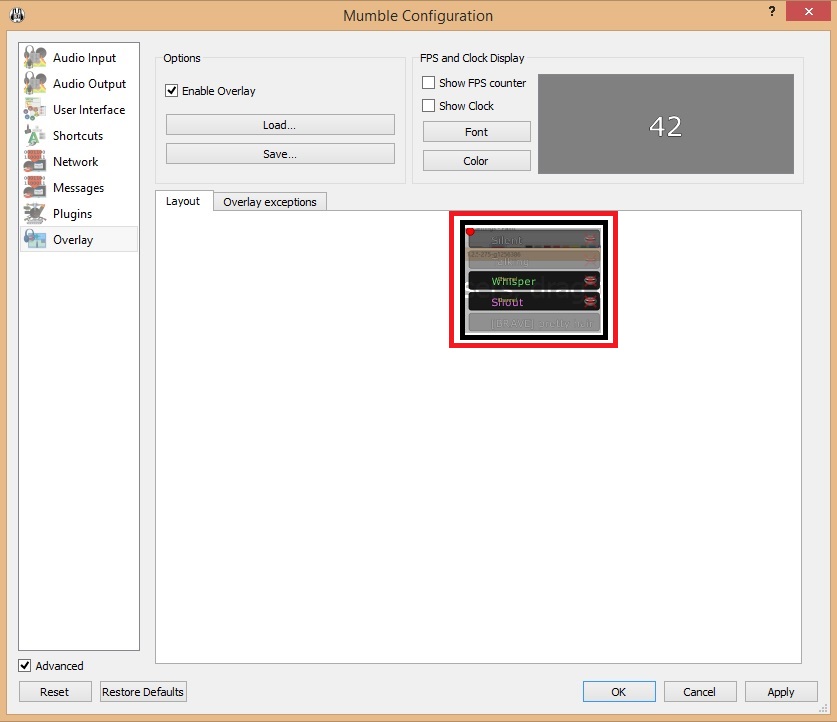 Mumble Configuration
?
Audio Input
Audio Output
User Interface
Shortcuts
Network
Messages
Plugins
Overlay
Options
Enable Overlay
Load...
Save...
FPS and Clock Display
Show FPS counter
Show Clock
Font
Color
42
Layout
Overlay exceptions
Silent
Talking
Whisper
Shout
Advanced
Reset
Restore Defaults
OK
Cancel
Apply